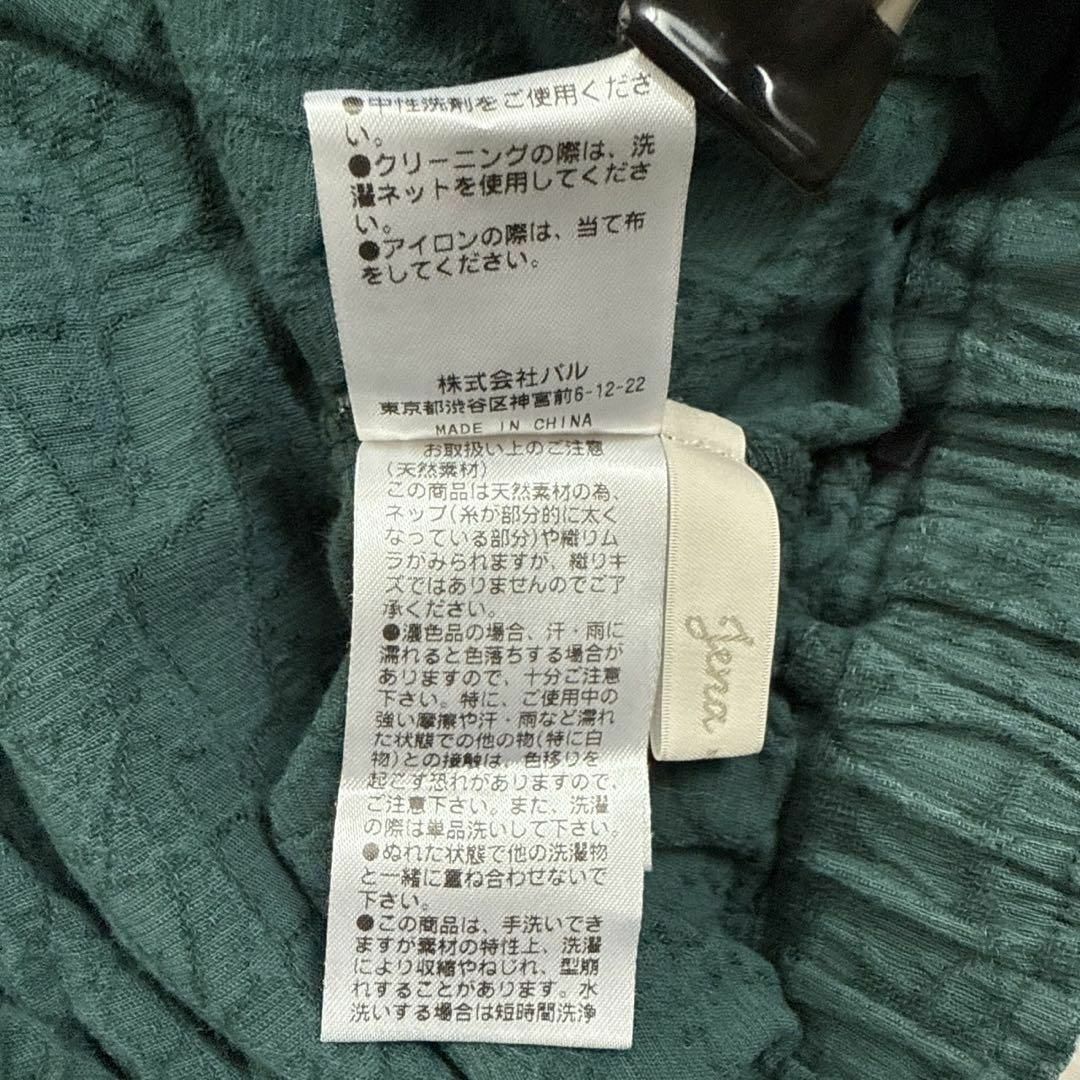 ●中性洗剤をご使用くださ
い。
●クリーニングの際は、洗
濯ネットを使用してくださ
い。
●アイロンの際は、当て布
をしてください。
株式会社パル
東京都渋谷区神宮前6-12-22
MADE IN CHINA
お取扱い上のご注意
(天然素材)
この商品は天然素材の為、
ネップ(糸が部分的に太く
なっている部分)や織りム
ラがみられますが、織りキ
ズではありませんのでご了
承ください。
●濃色品の場合、汗・雨に
濡れると色落ちする場合が
ありますので、十分ご注意
下さい。特に、ご使用中の
強い摩擦や汗・雨など濡れ
た状態での他の物(特に白
物)との接触は、色移りを
起こす恐れがありますので、
ご注意下さい。また、洗濯
の際は単品洗いして下さい。
●ぬれた状態で他の洗濯物
と一緒に重ね合わせないで
下さい。
●この商品は、手洗いでき
ますが素材の特性上、洗濯
により収縮やねじれ、型崩
れすることがあります。水
洗いする場合は短時間洗浄
Jena